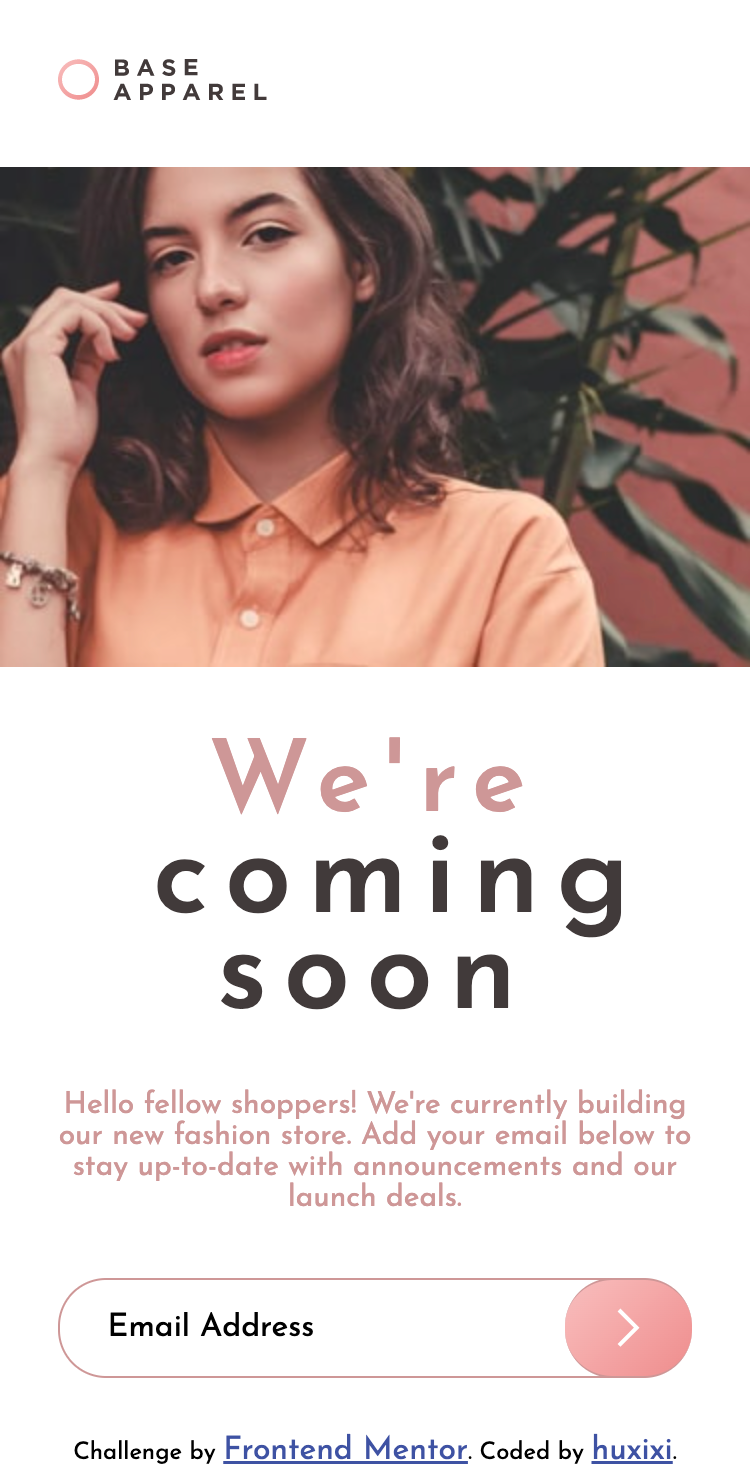 BASE
APPAREL
We're
coming
soon
Hello fellow shoppers! We're currently building
our new fashion store. Add your email below to
stay up-to-date with announcements and our
launch deals.
Email Address
Challenge by Frontend Mentor. Coded by huxixi.